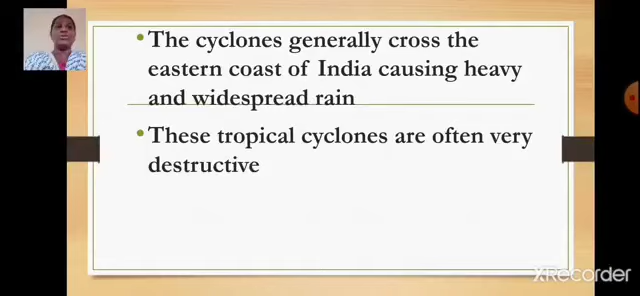 • The cyclones generally cross the
eastern coast of India causing heavy
and widespread rain
• These tropical cyclones are often very
destructive
XRecorder